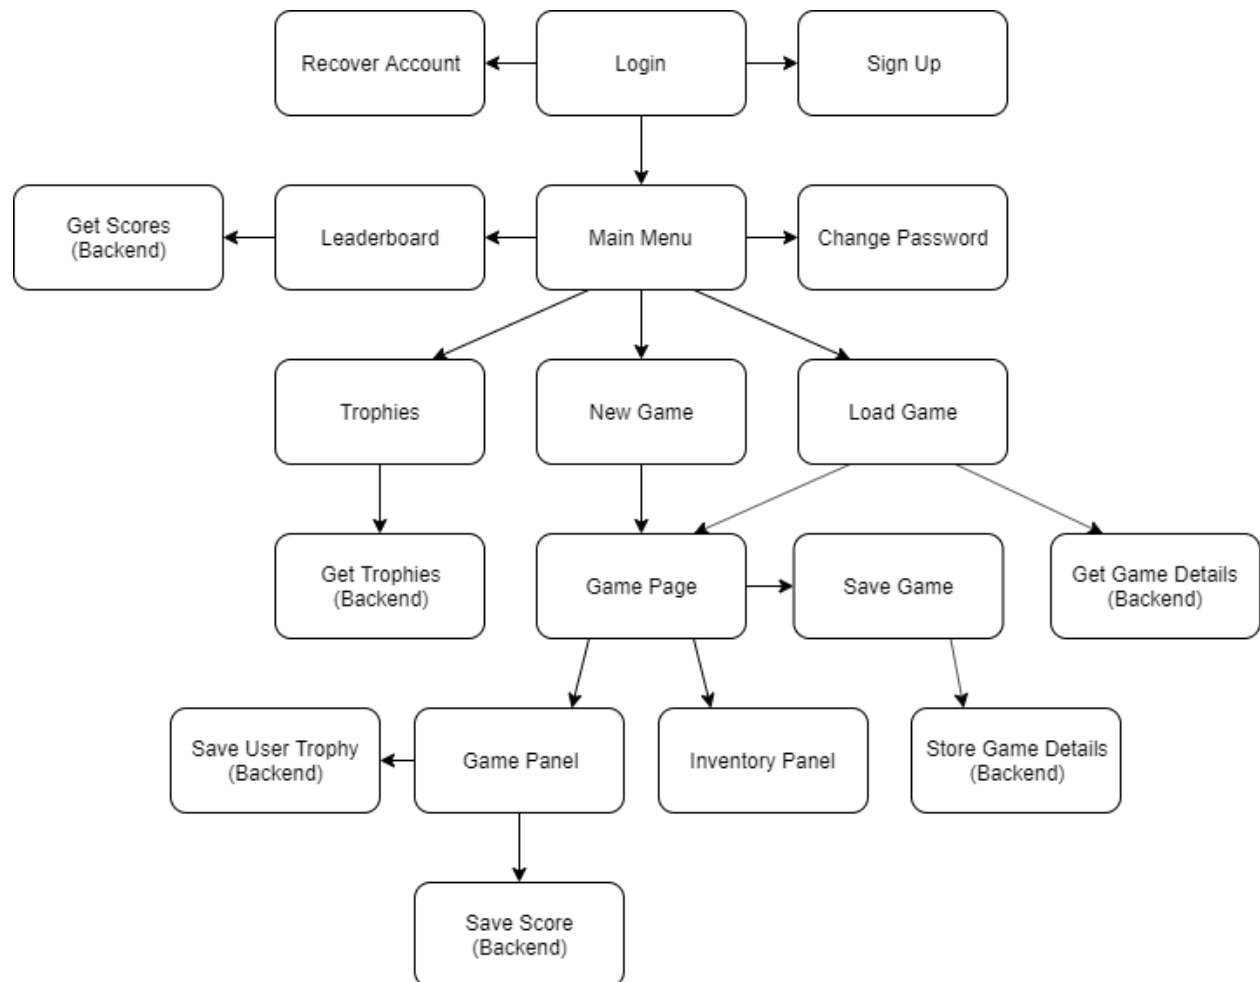 Recover Account
Login
Sign Up
Get Scores
(Backend)
Leaderboard
Main Menu
Change Password
Trophies
New Game
Load Game
Get Trophies
(Backend)
Game Page
Save Game
Get Game Details
(Backend)
Save User Trophy
(Backend)
Game Panel
Inventory Panel
Store Game Details
(Backend)
Save Score
(Backend)